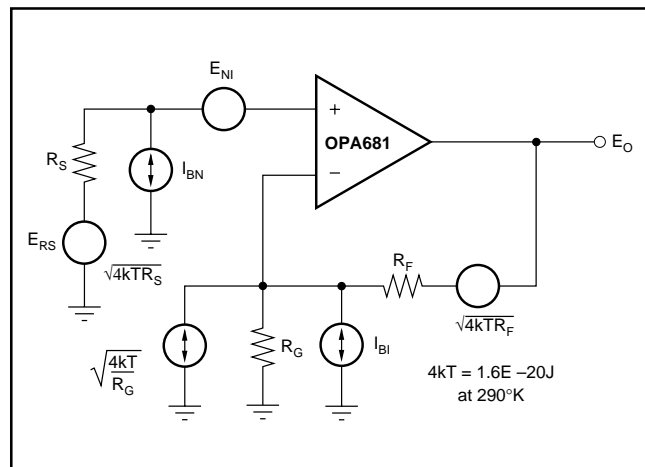 E_NI
+
OPA681
−
E_O
R_S
I_BN
E_RS
√4kTR_S
R_F
√4kTR_F
√4kT/R_G
R_G
I_BI
4kT = 1.6E –20J
at 290°K